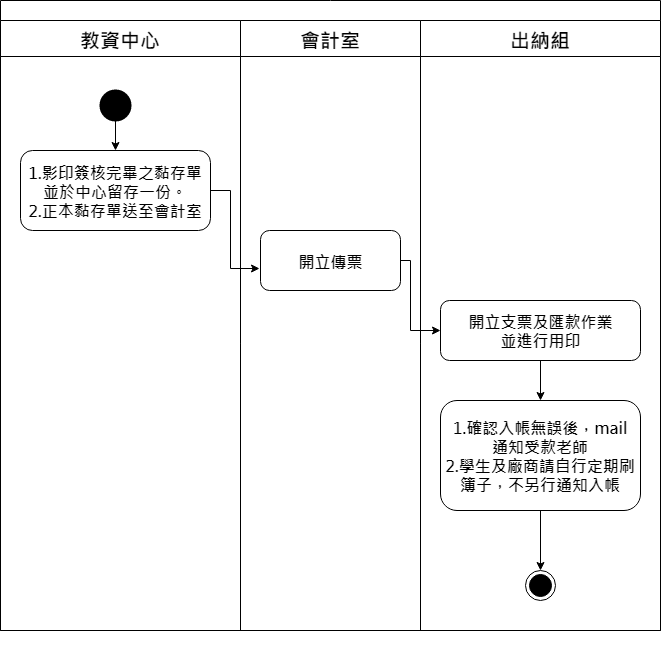 教資中心
會計室
出納組
1.影印簽核完畢之黏存單
並於中心留存一份。
2.正本黏存單送至會計室
開立傳票
開立支票及匯款作業
並進行用印
1.確認入帳無誤後，mail
通知受款老師
2.學生及廠商請自行定期刷
簿子，不另行通知入帳